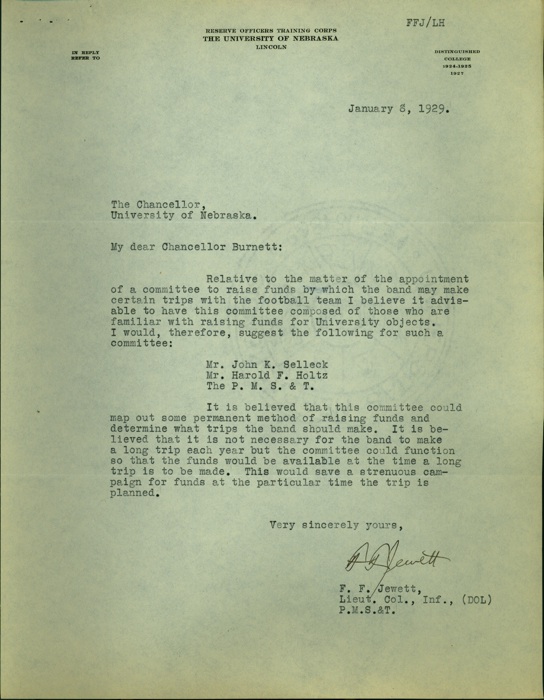 FFJ/LH
RESERVE OFFICERS TRAINING CORPS
THE UNIVERSITY OF NEBRASKA
LINCOLN
IN REPLY
REFER TO
DISTINGUISHED
COLLEGE
1924-1925
1927
January 8, 1929.
The Chancellor,
University of Nebraska.
My dear Chancellor Burnett:
Relative to the matter of the appointment
of a committee to raise funds by which the band may make
certain trips with the football team I believe it advis-
able to have this committee composed of those who are
familiar with raising funds for University objects.
I would, therefore, suggest the following for such a
committee:
Mr. John K. Selleck
Mr. Harold F. Holtz
The P. M. S. & T.
It is believed that this committee could
map out some permanent method of raising funds and
determine what trips the band should make. It is be-
lieved that it is not necessary for the band to make
a long trip each year but the committee could function
so that the funds would be available at the time a long
trip is to be made. This would save a strenuous cam-
paign for funds at the particular time the trip is
planned.
Very sincerely yours,
F F Jewett
F. F. Jewett,
Lieut. Col., Inf., (DOL)
P.M.S.&T.